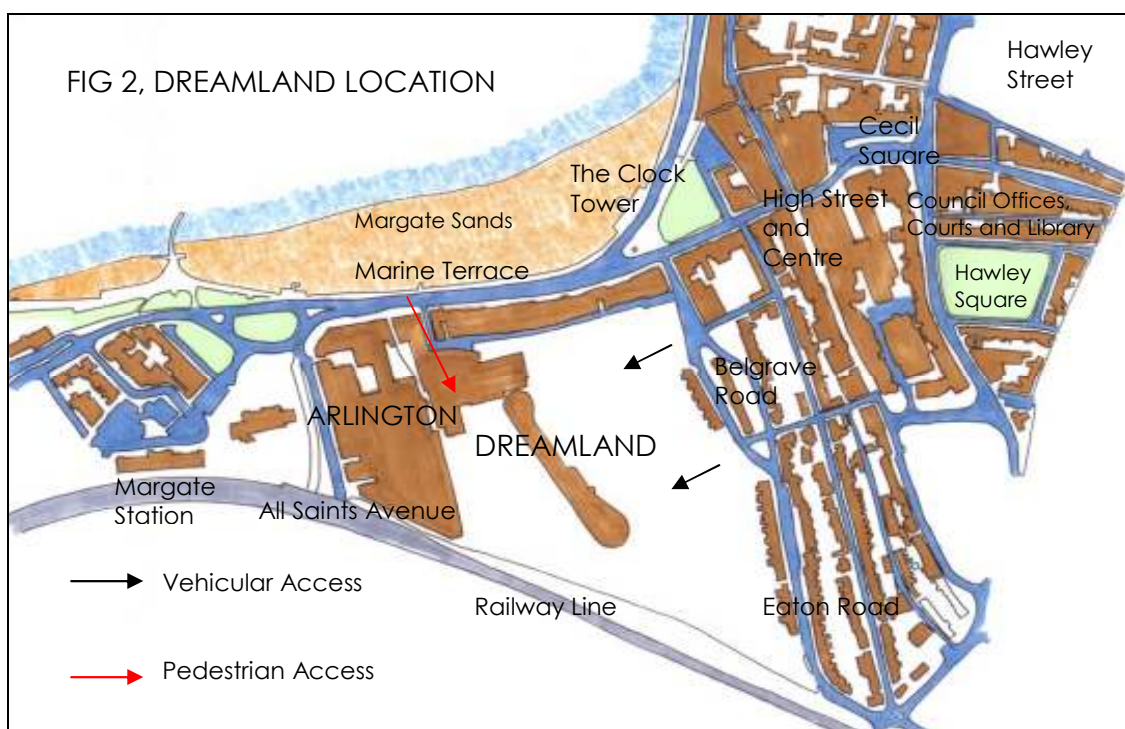 FIG 2, DREAMLAND LOCATION
Hawley
Street
Cecil
Sauare
The Clock
Tower
Margate Sands
High Street
and
Centre
Council Offices,
Courts and Library
Marine Terrace
Hawley
Square
Belgrave
Road
ARLINGTON
DREAMLAND
Margate
Station
All Saints Avenue
Vehicular Access
Railway Line
Eaton Road
Pedestrian Access